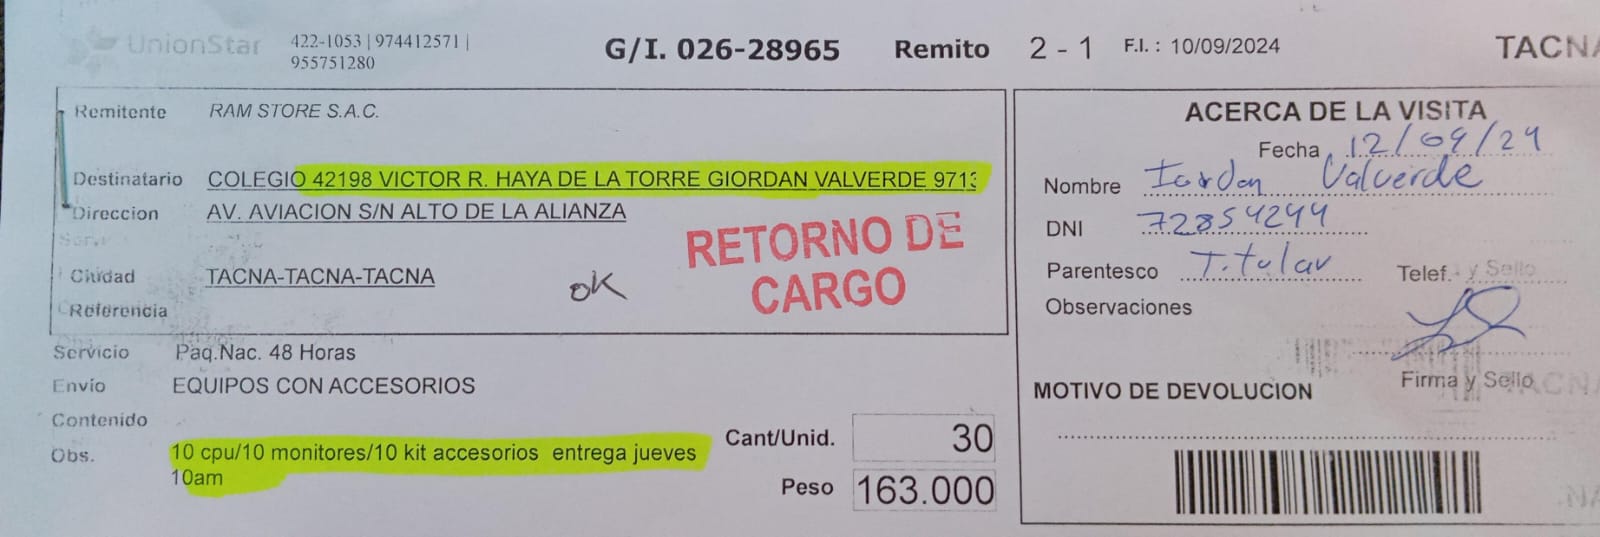 UnionStar 422-1053 | 974412571 |
955751280
G/I. 026-28965 Remito 2 - 1 F.I. : 10/09/2024 TACNA
Remitente RAM STORE S.A.C.
Destinatario COLEGIO 42198 VICTOR R. HAYA DE LA TORRE GIORDAN VALVERDE 9713
Direccion AV. AVIACION S/N ALTO DE LA ALIANZA
Ciudad TACNA-TACNA-TACNA
Referencia
OK
RETORNO DE
CARGO
Servicio Paq.Nac. 48 Horas
Envio EQUIPOS CON ACCESORIOS
Contenido
Obs. 10 cpu/10 monitores/10 kit accesorios entrega jueves
10am
Cant/Unid. 30
Peso 163.000
ACERCA DE LA VISITA
Fecha 12/09/24
Nombre Iordan Valverde
DNI 72854244
Parentesco Titular Telef. y Sello
Observaciones
Firma y Sello
MOTIVO DE DEVOLUCION